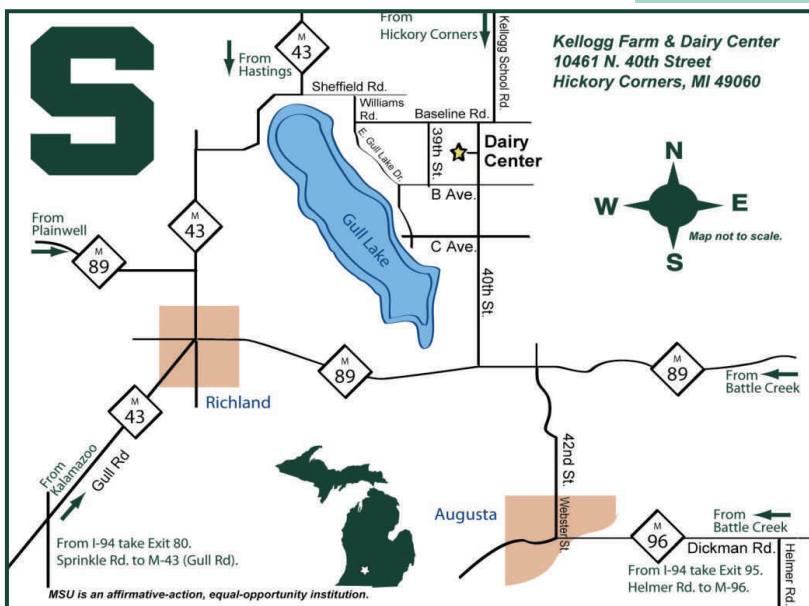 S
M
43
From
Hastings
From
Hickory Corners
Kellogg School Rd.
Kellogg Farm & Dairy Center
10461 N. 40th Street
Hickory Corners, MI 49060
Sheffield Rd.
Williams
Rd.
Baseline Rd.
E. Gull Lake Dr.
39th St.
Dairy
Center
B Ave.
C Ave.
40th St.
Gull Lake
N
W
E
S
Map not to scale.
From
Plainwell
M
89
M
43
Richland
M
89
M
89
From
Battle Creek
M
43
From
Kalamazoo
Gull Rd
From I-94 take Exit 80.
Sprinkle Rd. to M-43 (Gull Rd).
42nd St.
Webster St.
Augusta
M
96
From
Battle Creek
Dickman Rd.
Helmer Rd.
From I-94 take Exit 95.
Helmer Rd. to M-96.
MSU is an affirmative-action, equal-opportunity institution.